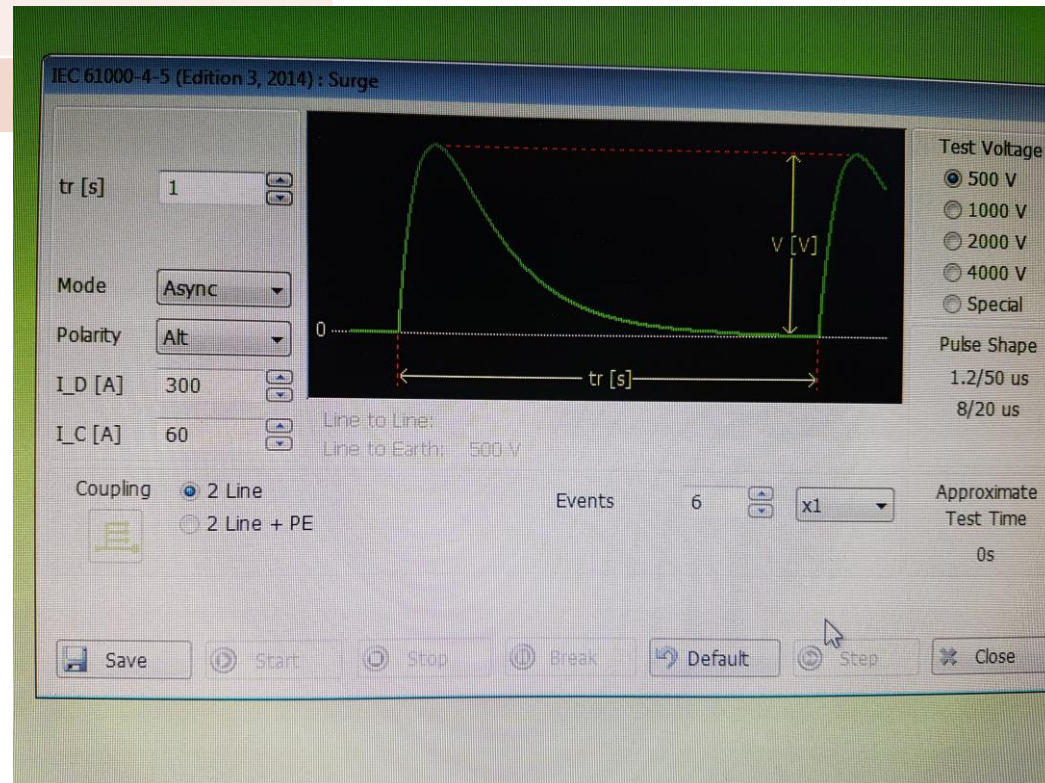 IEC 61000-4-5 (Edition 3, 2014) : Surge
tr [s] 1
Mode Async
Polarity Alt
I_D [A] 300
I_C [A] 60
V [V]
0
tr [s]
Line to Line:
Line to Earth: 500 V
Test Voltage
500 V
1000 V
2000 V
4000 V
Special
Pulse Shape
1.2/50 us
8/20 us
Coupling
2 Line
2 Line + PE
Events 6 x1
Approximate
Test Time
0s
Save Start Stop Break Default Step Close